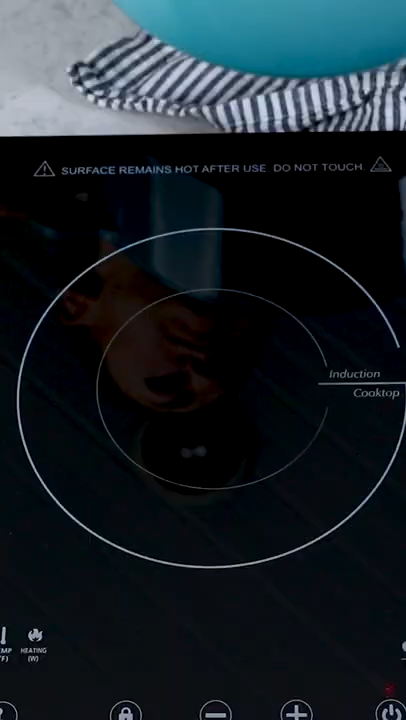 SURFACE REMAINS HOT AFTER USE DO NOT TOUCH.
Induction
Cooktop
HEATING
(W)